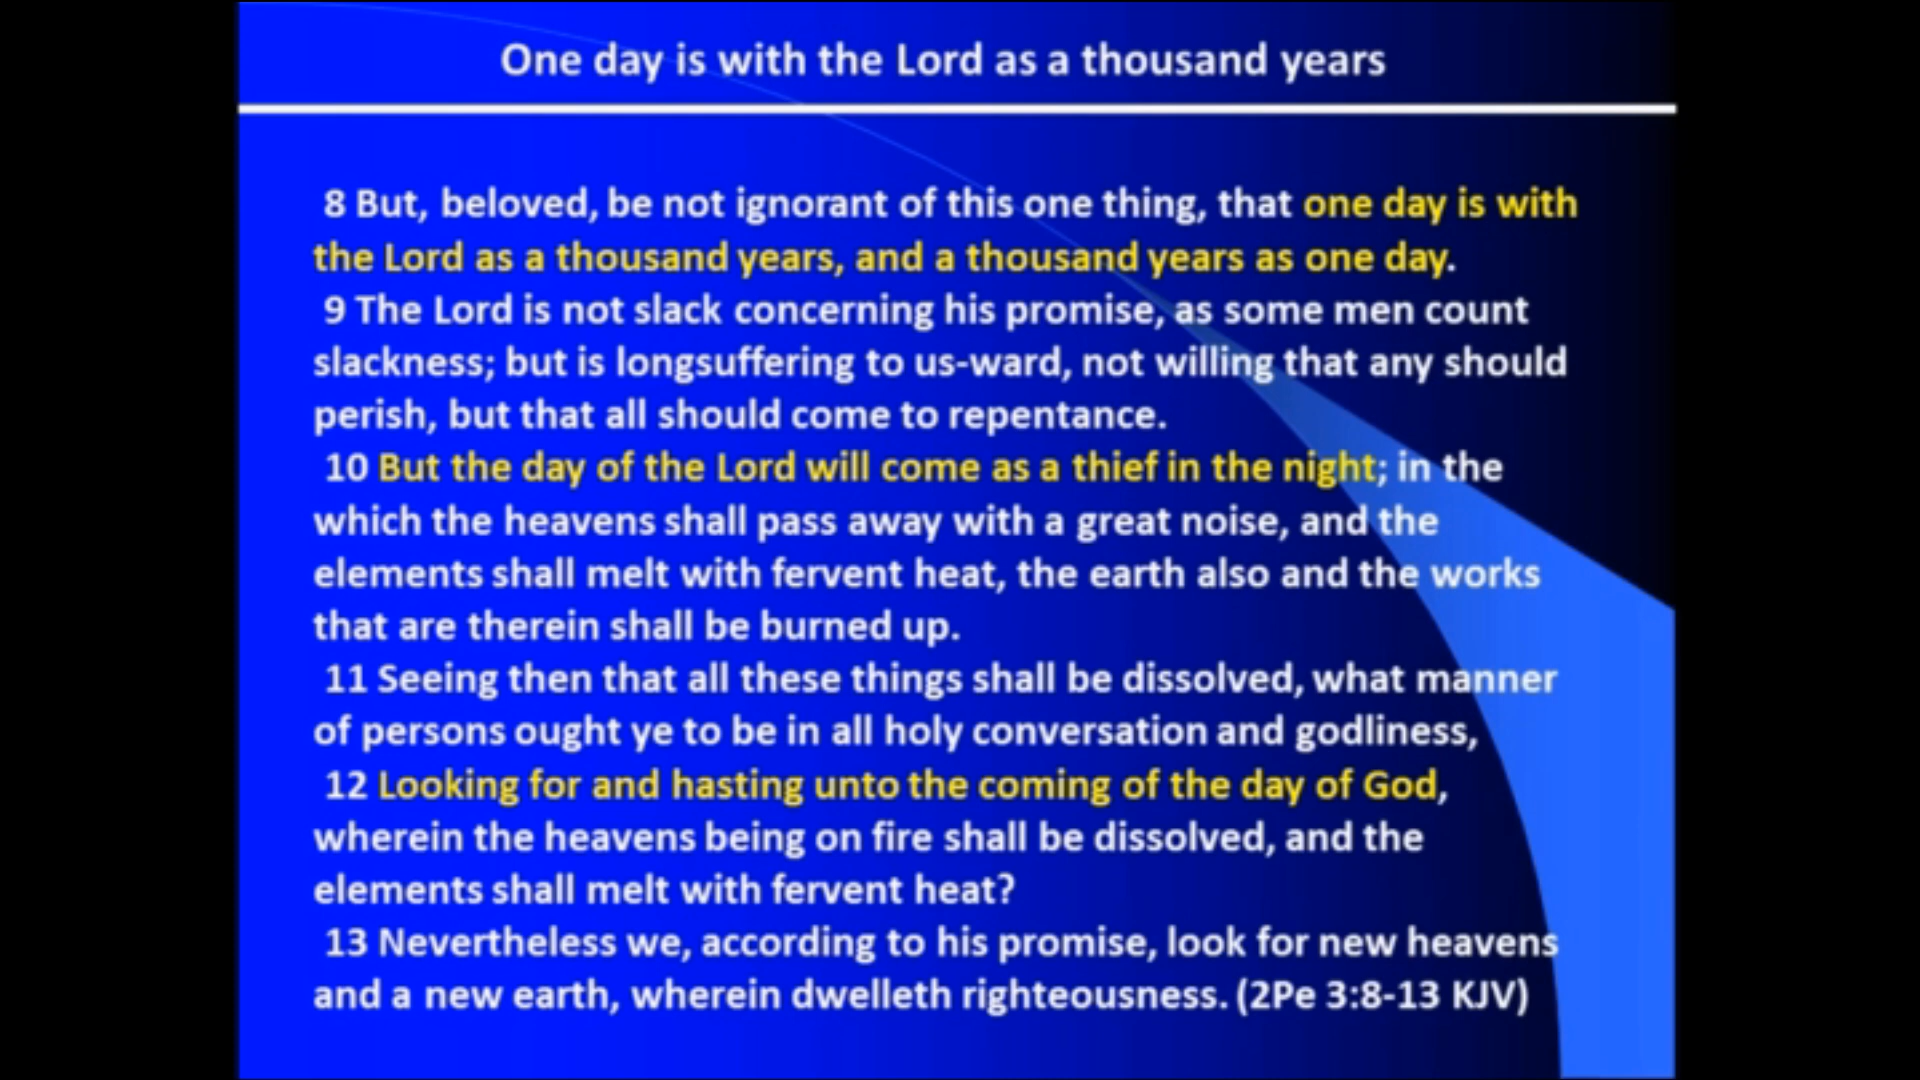 One day is with the Lord as a thousand years
8 But, beloved, be not ignorant of this one thing, that one day is with
the Lord as a thousand years, and a thousand years as one day.
9 The Lord is not slack concerning his promise, as some men count
slackness; but is longsuffering to us-ward, not willing that any should
perish, but that all should come to repentance.
10 But the day of the Lord will come as a thief in the night; in the
which the heavens shall pass away with a great noise, and the
elements shall melt with fervent heat, the earth also and the works
that are therein shall be burned up.
11 Seeing then that all these things shall be dissolved, what manner
of persons ought ye to be in all holy conversation and godliness,
12 Looking for and hasting unto the coming of the day of God,
wherein the heavens being on fire shall be dissolved, and the
elements shall melt with fervent heat?
13 Nevertheless we, according to his promise, look for new heavens
and a new earth, wherein dwelleth righteousness. (2Pe 3:8-13 KJV)